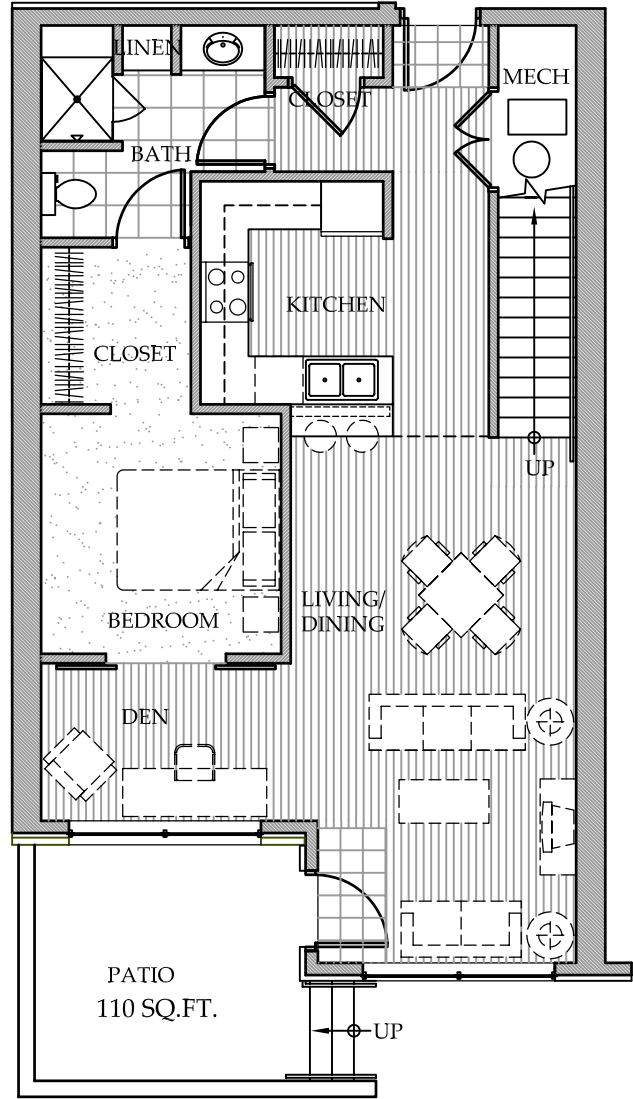 LINEN
MECH
CLOSET
BATH
KITCHEN
CLOSET
UP
LIVING/
DINING
BEDROOM
DEN
PATIO
110 SQ.FT.
UP